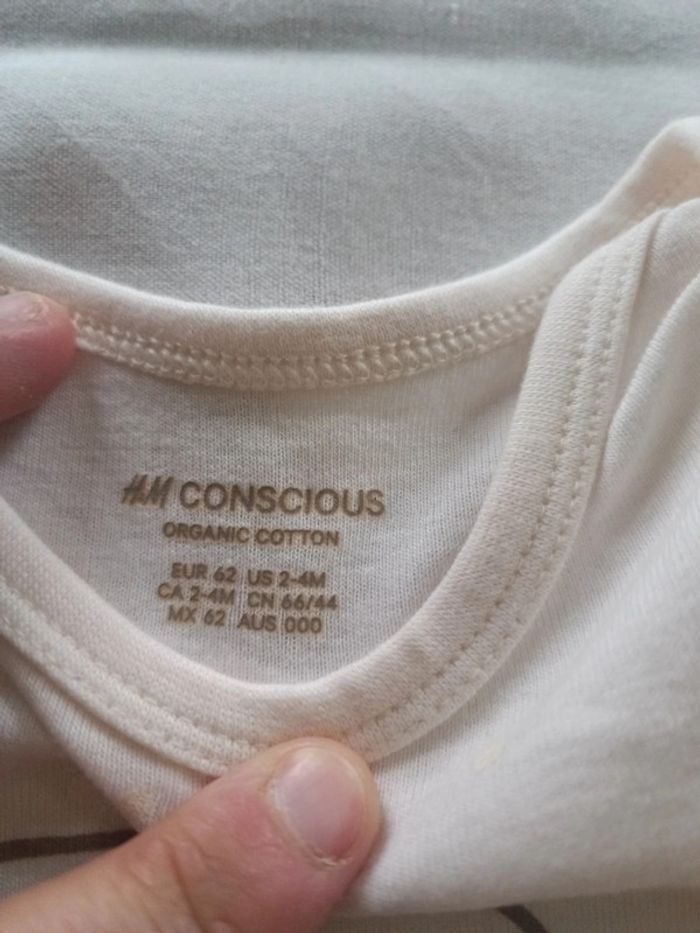 H&M CONSCIOUS
ORGANIC COTTON
EUR 62 US 2-4M
CA 2-4M CN 66/44
MX 62 AUS 000